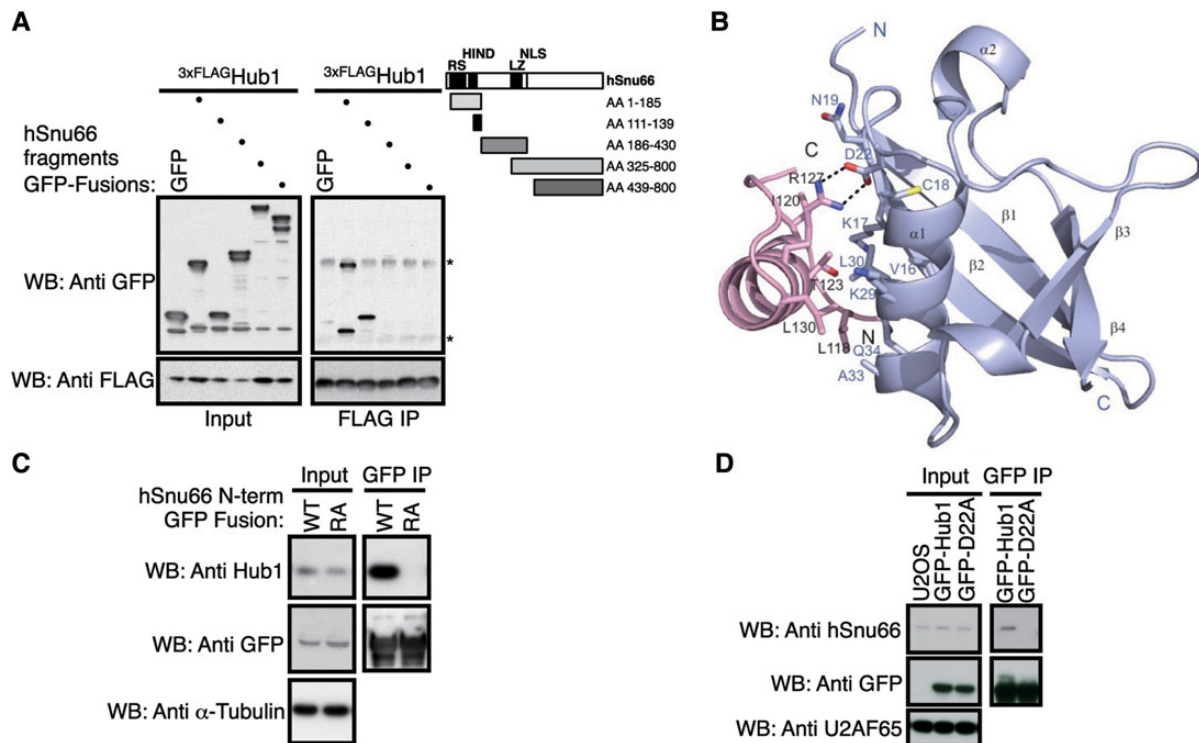 A
3xFLAGHub1
3xFLAGHub1
hSnu66
fragments
GFP-Fusions:
GFP
GFP
WB: Anti GFP
*
*
WB: Anti FLAG
Input
FLAG IP
HIND
NLS
RS
LZ
hSnu66
AA 1-185
AA 111-139
AA 186-430
AA 325-800
AA 439-800
B
N
α2
N19
C
D22
R127
C18
I120
K17
α1
β1
β3
L30
V16
β2
T123
K29
β4
L130
N
L118
Q34
A33
C
C
Input
GFP IP
hSnu66 N-term
GFP Fusion:
WT
RA
WT
RA
WB: Anti Hub1
WB: Anti GFP
WB: Anti α-Tubulin
D
Input
GFP IP
U2OS
GFP-Hub1
GFP-D22A
GFP-Hub1
GFP-D22A
WB: Anti hSnu66
WB: Anti GFP
WB: Anti U2AF65